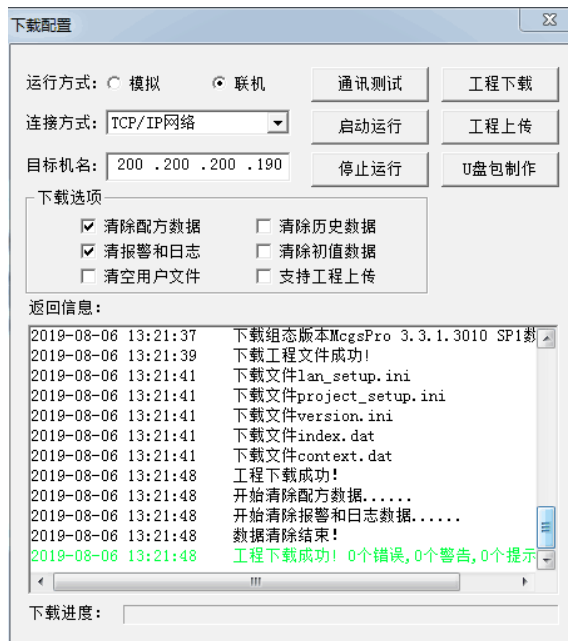 下载配置
运行方式: 模拟 联机 通讯测试 工程下载
连接方式: TCP/IP网络 启动运行 工程上传
目标机名: 200 .200 .200 .190 停止运行 U盘包制作
下载选项
清除配方数据 清除历史数据
清报警和日志 清除初值数据
清空用户文件 支持工程上传
返回信息:
2019-08-06 13:21:37 下载组态版本McgsPro 3.3.1.3010 SP1数
2019-08-06 13:21:39 下载工程文件成功!
2019-08-06 13:21:41 下载文件lan_setup.ini
2019-08-06 13:21:41 下载文件project_setup.ini
2019-08-06 13:21:41 下载文件version.ini
2019-08-06 13:21:41 下载文件index.dat
2019-08-06 13:21:41 下载文件context.dat
2019-08-06 13:21:48 工程下载成功!
2019-08-06 13:21:48 开始清除配方数据......
2019-08-06 13:21:48 开始清除报警和日志数据......
2019-08-06 13:21:48 数据清除结束!
2019-08-06 13:21:48 工程下载成功! 0个错误,0个警告,0个提示
下载进度: